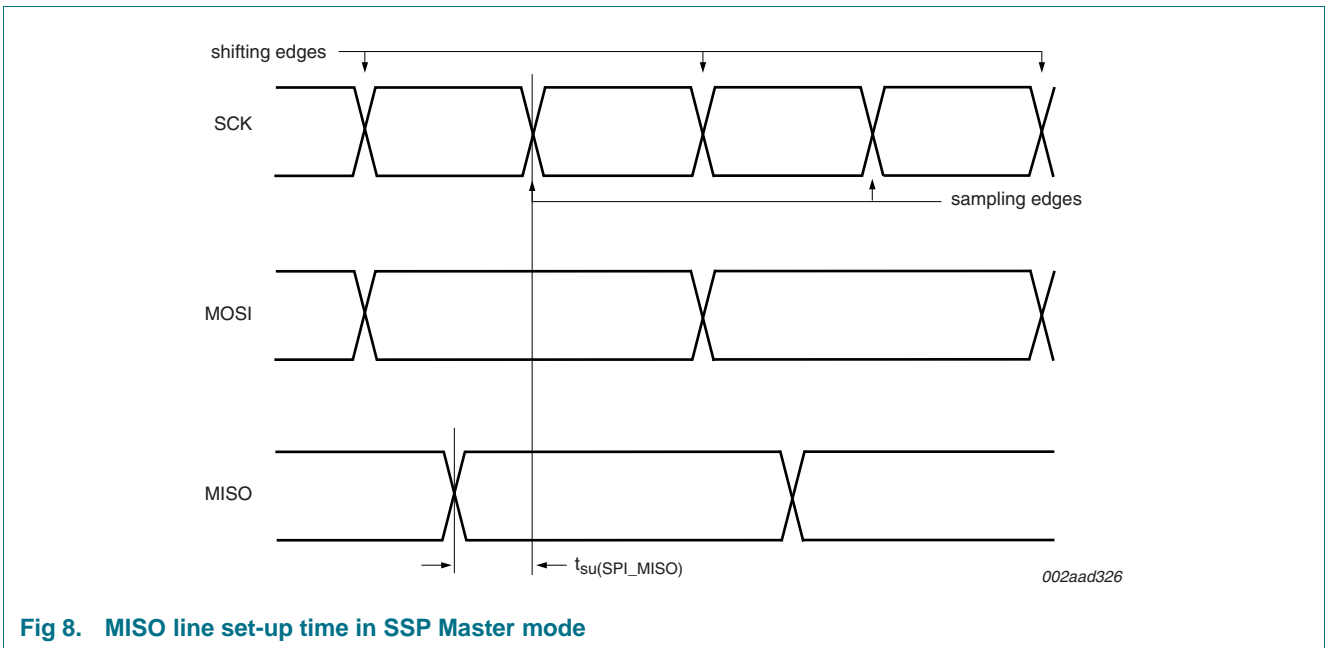 shifting edges
SCK
sampling edges
MOSI
MISO
tsu(SPI_MISO)
002aad326
Fig 8. MISO line set-up time in SSP Master mode